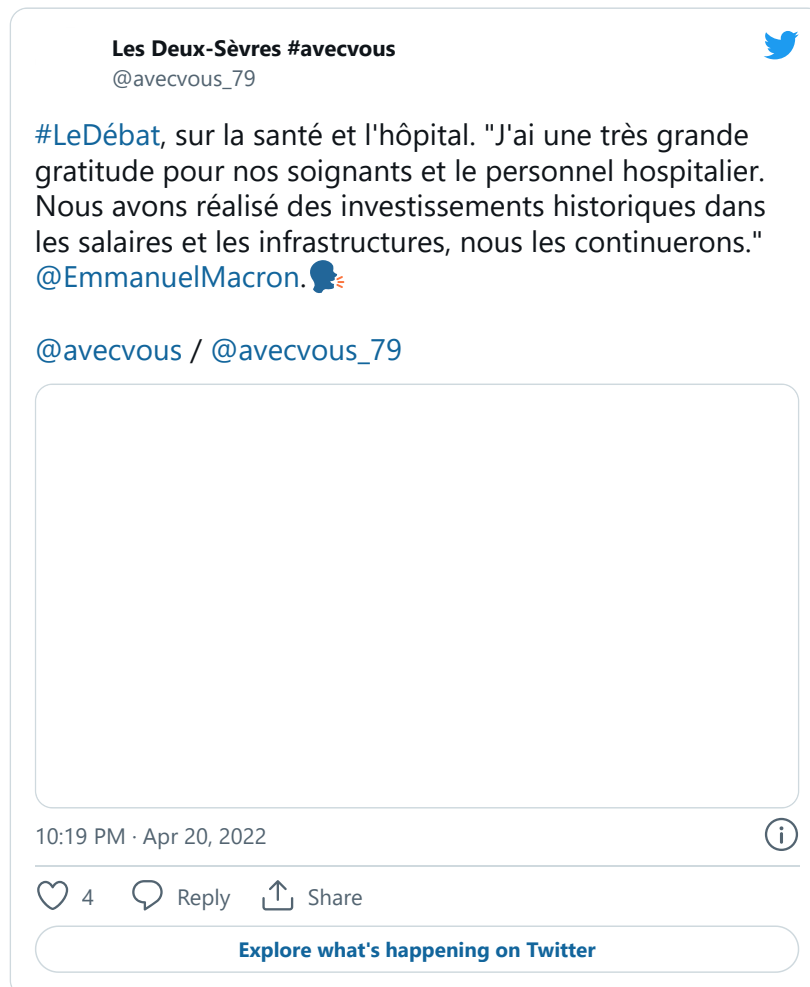 Les Deux-Sèvres #avecvous
@avecvous_79
#LeDébat, sur la santé et l'hôpital. "J'ai une très grande
gratitude pour nos soignants et le personnel hospitalier.
Nous avons réalisé des investissements historiques dans
les salaires et les infrastructures, nous les continuerons."
@EmmanuelMacron.🗣️
@avecvous / @avecvous_79
10:19 PM · Apr 20, 2022
4 Reply Share
Explore what's happening on Twitter